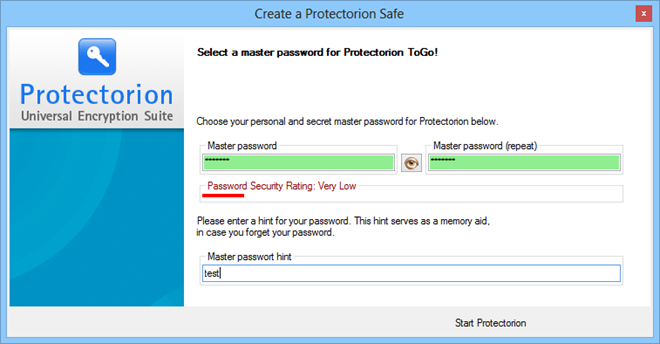 Create a Protectorion Safe
x
Protectorion
Universal Encryption Suite
Select a master password for Protectorion ToGo!
Choose your personal and secret master password for Protectorion below.
Master password
Master password (repeat)
*******
*******
Password Security Rating: Very Low
Please enter a hint for your password. This hint serves as a memory aid,
in case you forget your password.
Master passwort hint
test
Start Protectorion